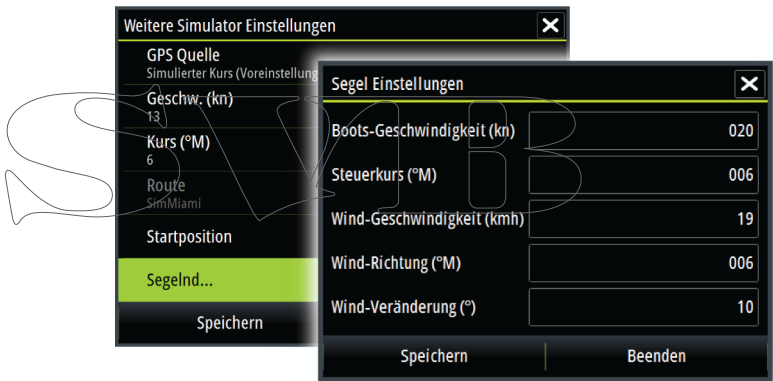 Weitere Simulator Einstellungen
GPS Quelle
Simulierter Kurs (Voreinstellung
Geschw. (kn)
13
Kurs (°M)
6
Route
SimMiami
Startposition
Segelnd...
Speichern
Segel Einstellungen
Boots-Geschwindigkeit (kn) 020
Steuerkurs (°M) 006
Wind-Geschwindigkeit (kmh) 19
Wind-Richtung (°M) 006
Wind-Veränderung (°) 10
Speichern Beenden
SVB